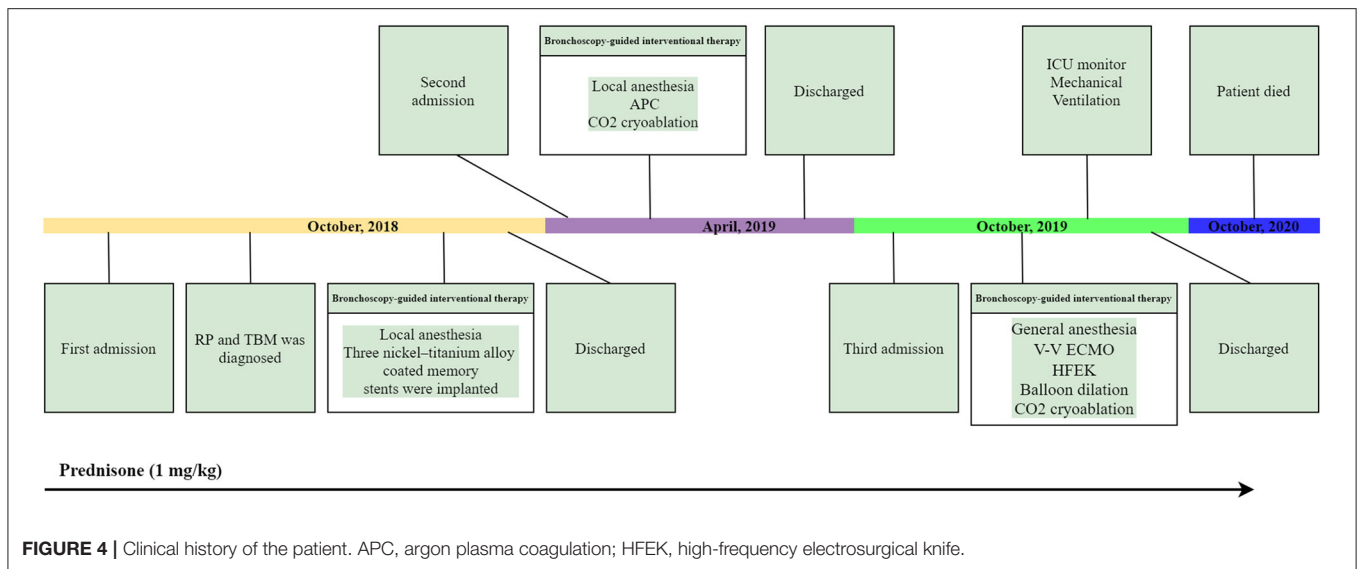 Second
admission
Bronchoscopy-guided interventional therapy
Local anesthesia
APC
CO2 cryoablation
Discharged
ICU monitor
Mechanical
Ventilation
Patient died
October, 2018
April, 2019
October, 2019
October, 2020
First admission
RP and TBM was
diagnosed
Bronchoscopy-guided interventional therapy
Local anesthesia
Three nickel–titanium alloy
coated memory
stents were implanted
Discharged
Third admission
Bronchoscopy-guided interventional therapy
General anesthesia
V-V ECMO
HFEK
Balloon dilation
CO2 cryoablation
Discharged
Prednisone (1 mg/kg)
FIGURE 4 | Clinical history of the patient. APC, argon plasma coagulation; HFEK, high-frequency electrosurgical knife.